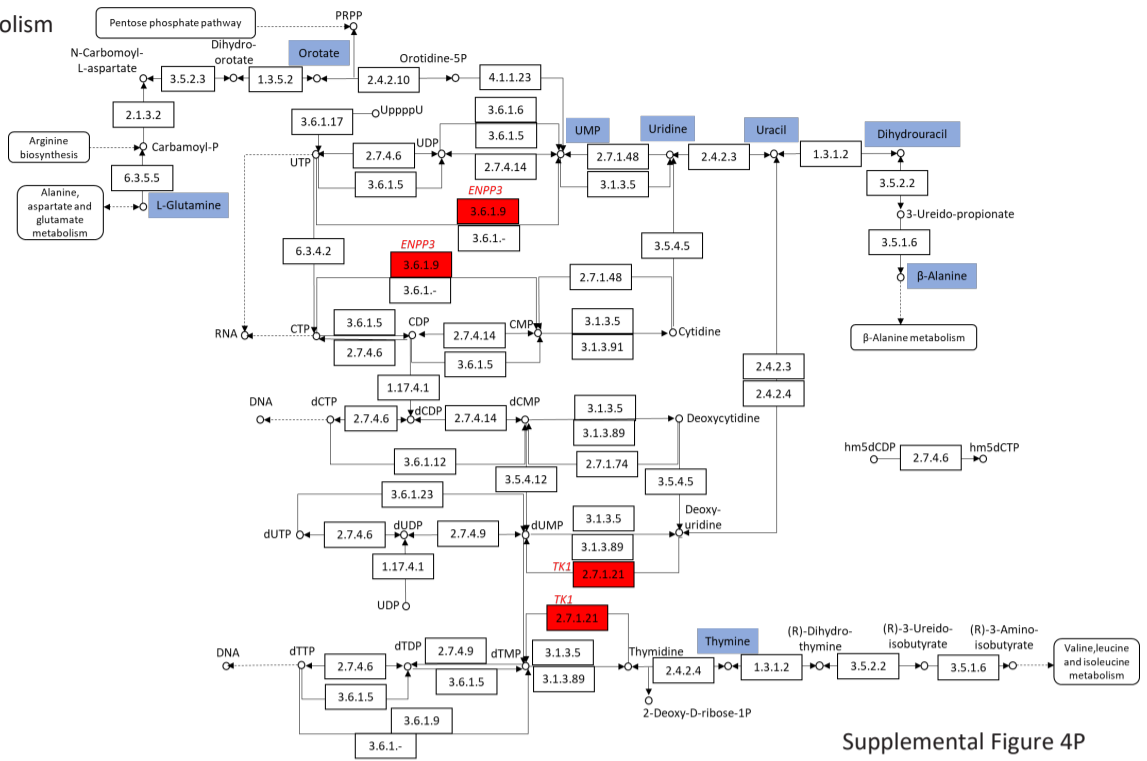 olism
Pentose phosphate pathway
PRPP
N-Carbomoyl-
L-aspartate
Dihydro-
orotate
Orotate
Orotidine-5P
3.5.2.3
1.3.5.2
2.4.2.10
4.1.1.23
2.1.3.2
3.6.1.17
UppppU
3.6.1.6
3.6.1.5
Arginine
biosynthesis
Carbamoyl-P
UTP
2.7.4.6
UDP
2.7.4.14
UMP
2.7.1.48
Uridine
2.4.2.3
Uracil
1.3.1.2
Dihydrouracil
6.3.5.5
3.6.1.5
3.1.3.5
3.5.2.2
Alanine,
aspartate and
glutamate
metabolism
L-Glutamine
ENPP3
3.6.1.9
3.6.1.-
3-Ureido-propionate
6.3.4.2
ENPP3
3.6.1.9
3.6.1.-
3.5.4.5
3.5.1.6
2.7.1.48
β-Alanine
RNA
CTP
3.6.1.5
2.7.4.6
CDP
2.7.4.14
3.6.1.5
CMP
3.1.3.5
3.1.3.91
Cytidine
β-Alanine metabolism
2.4.2.3
2.4.2.4
1.17.4.1
DNA
dCTP
2.7.4.6
dCDP
2.7.4.14
dCMP
3.1.3.5
3.1.3.89
Deoxycytidine
3.6.1.12
2.7.1.74
hm5dCDP
2.7.4.6
hm5dCTP
3.5.4.12
3.5.4.5
3.6.1.23
dUTP
2.7.4.6
dUDP
2.7.4.9
dUMP
3.1.3.5
3.1.3.89
Deoxy-
uridine
1.17.4.1
TK1
2.7.1.21
UDP
TK1
2.7.1.21
DNA
dTTP
2.7.4.6
3.6.1.5
dTDP
2.7.4.9
3.6.1.5
dTMP
3.1.3.5
3.1.3.89
Thymidine
2.4.2.4
Thymine
1.3.1.2
(R)-Dihydro-
thymine
3.5.2.2
(R)-3-Ureido-
isobutyrate
3.5.1.6
(R)-3-Amino-
isobutyrate
Valine,leucine
and isoleucine
metabolism
2-Deoxy-D-ribose-1P
3.6.1.9
3.6.1.-
Supplemental Figure 4P